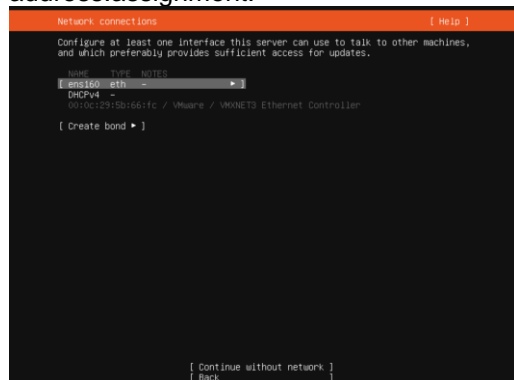 address.assignment.
Network connections [ Help ]
Configure at least one interface this server can use to talk to other machines,
and which preferably provides sufficient access for updates.
NAME TYPE NOTES
[ ens160 eth - ▸ ]
DHCPv4 -
00:0c:29:5b:66:fc / VMware / VMXNET3 Ethernet Controller
[ Create bond ▸ ]
[ Continue without network ]
[ Back ]